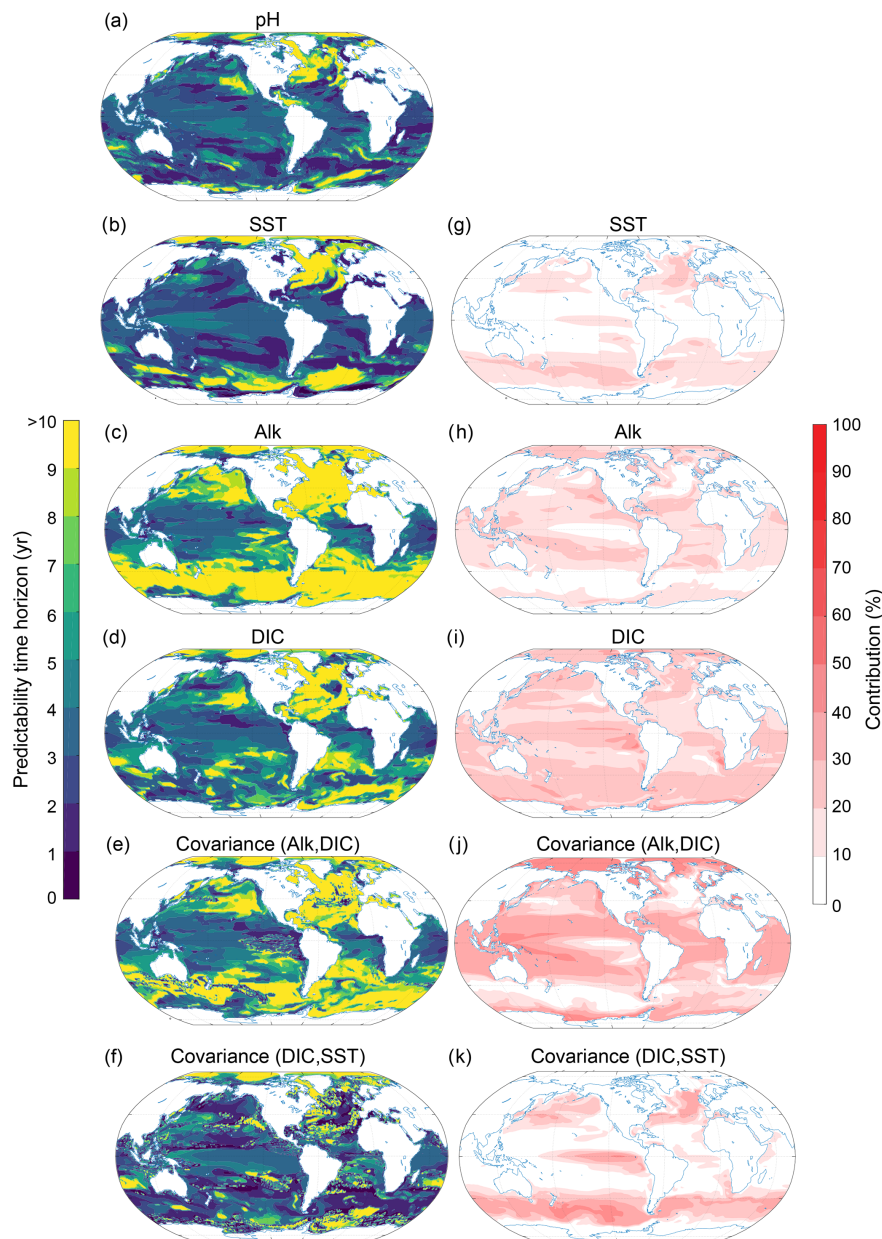 (a)
pH
(b)
SST
(g)
SST
(c)
Alk
(h)
Alk
(d)
DIC
(i)
DIC
(e)
Covariance (Alk,DIC)
(j)
Covariance (Alk,DIC)
(f)
Covariance (DIC,SST)
(k)
Covariance (DIC,SST)
Predictability time horizon (yr)
>10
9
8
7
6
5
4
3
2
1
0
Contribution (%)
100
90
80
70
60
50
40
30
20
10
0